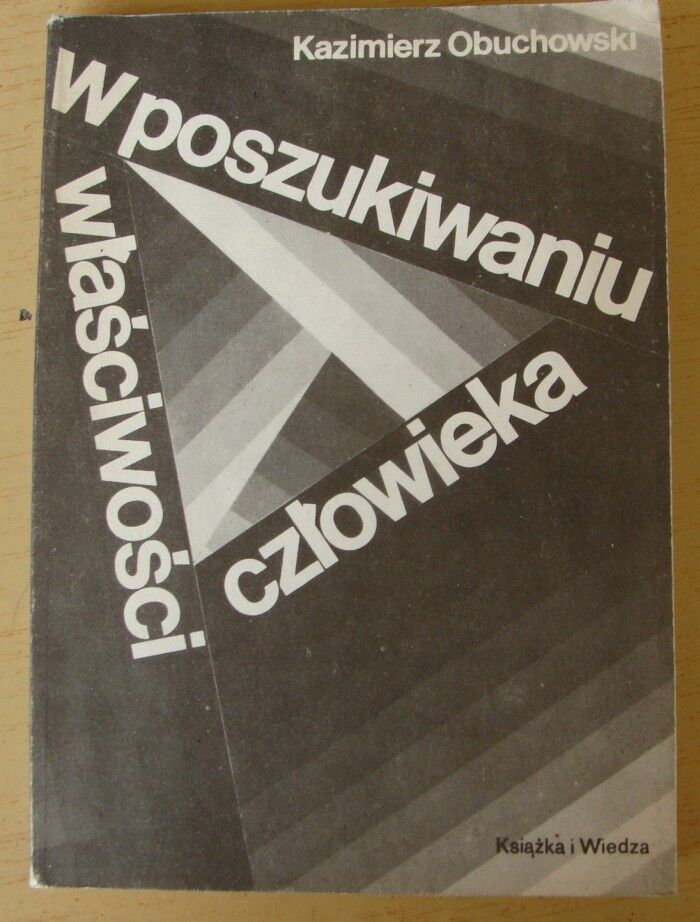 Kazimierz Obuchowski
w poszukiwaniu
właściwości
człowieka
Książka i Wiedza